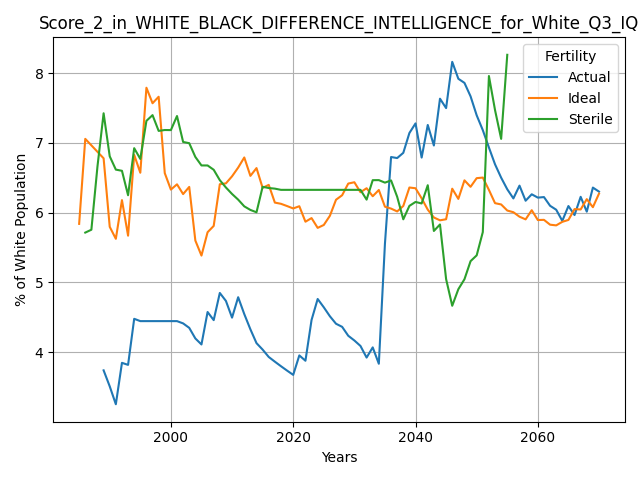 Score_2_in_WHITE_BLACK_DIFFERENCE_INTELLIGENCE_for_White_Q3_IQ
Fertility
Actual
Ideal
Sterile
% of White Population
8
7
6
5
4
2000
2020
2040
2060
Years